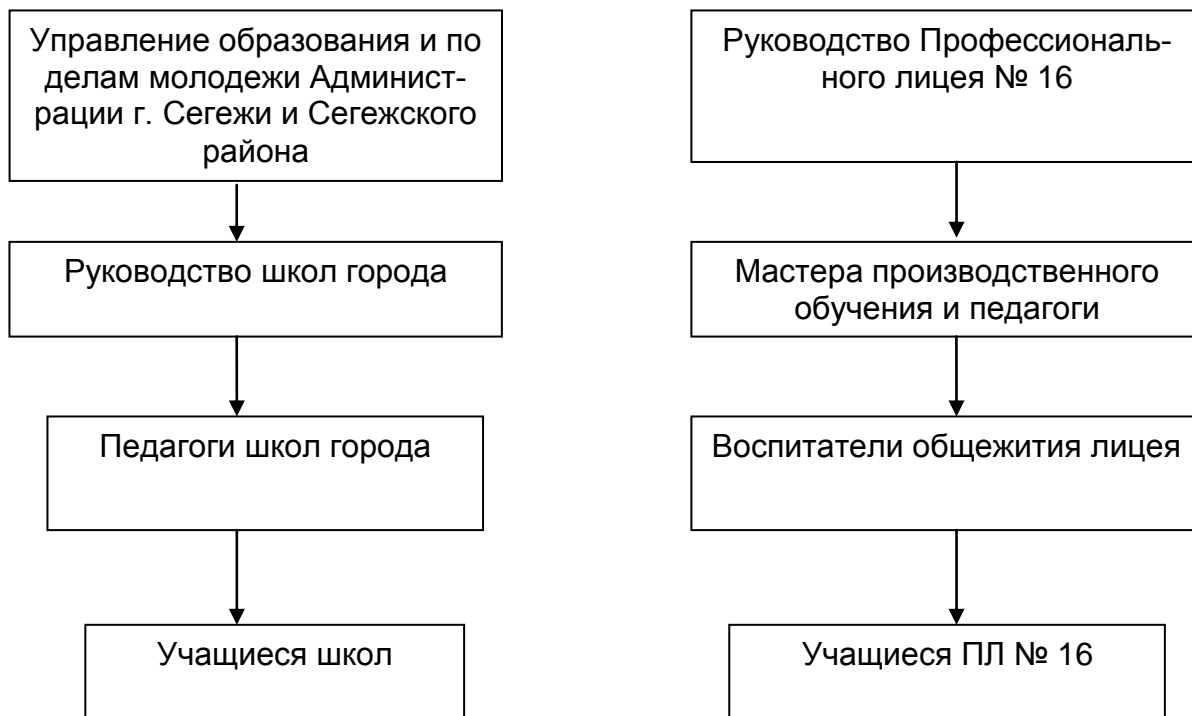 Управление образования и по
делам молодежи Админист-
рации г. Сегежи и Сегежского
района
Руководство школ города
Педагоги школ города
Учащиеся школ
Руководство Профессиональ-
ного лицея № 16
Мастера производственного
обучения и педагоги
Воспитатели общежития лицея
Учащиеся ПЛ № 16